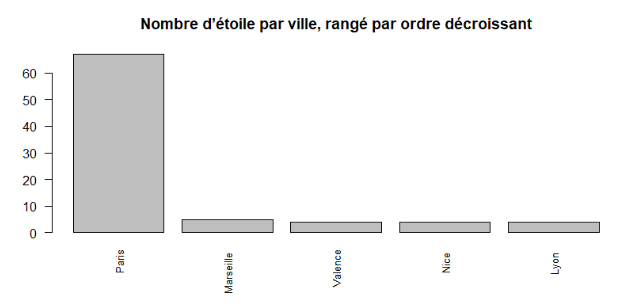 Nombre d'étoile par ville, rangé par ordre décroissant
60
50
40
30
20
10
0
Paris
Marseille
Valence
Nice
Lyon